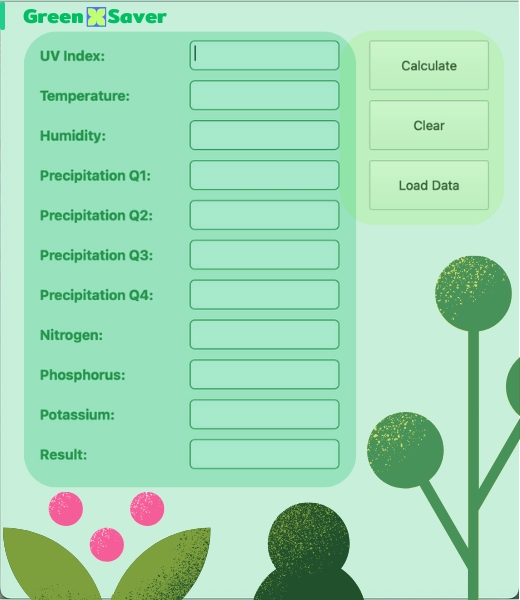 Green Saver
UV Index:
Temperature:
Humidity:
Precipitation Q1:
Precipitation Q2:
Precipitation Q3:
Precipitation Q4:
Nitrogen:
Phosphorus:
Potassium:
Result:
Calculate
Clear
Load Data